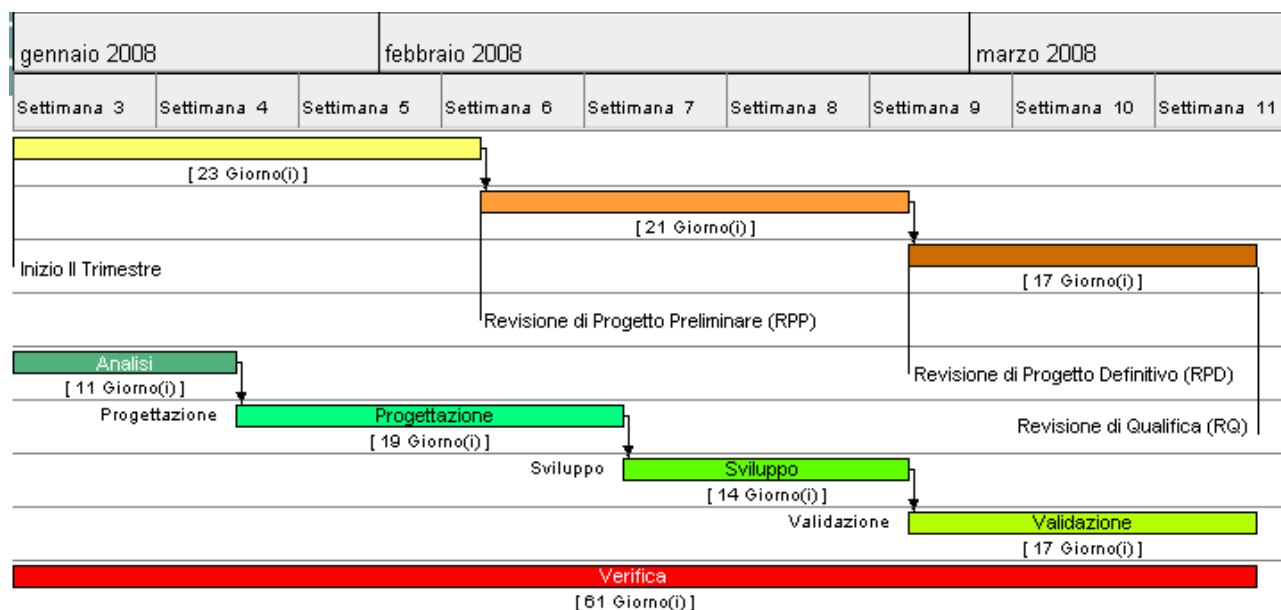 gennaio 2008 febbraio 2008 marzo 2008
Settimana 3 Settimana 4 Settimana 5 Settimana 6 Settimana 7 Settimana 8 Settimana 9 Settimana 10 Settimana 11
[ 23 Giorno(i) ]
[ 21 Giorno(i) ]
Inizio II Trimestre
[ 17 Giorno(i) ]
Revisione di Progetto Preliminare (RPP)
Analisi
[ 11 Giorno(i) ]
Revisione di Progetto Definitivo (RPD)
Progettazione Progettazione
Revisione di Qualifica (RQ)
[ 19 Giorno(i) ]
Sviluppo Sviluppo
[ 14 Giorno(i) ]
Validazione Validazione
[ 17 Giorno(i) ]
Verifica
[ 61 Giorno(i) ]